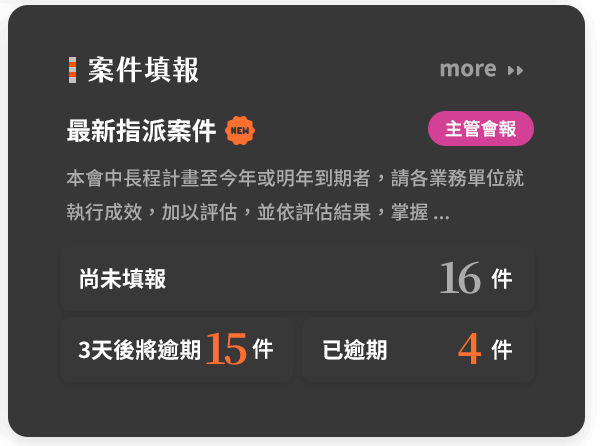 案件填報
more
最新指派案件 NEW
主管會報
本會中長程計畫至今年或明年到期者，請各業務單位就
執行成效，加以評估，並依評估結果，掌握 ...
尚未填報 16 件
3天後將逾期 15 件
已逾期 4 件